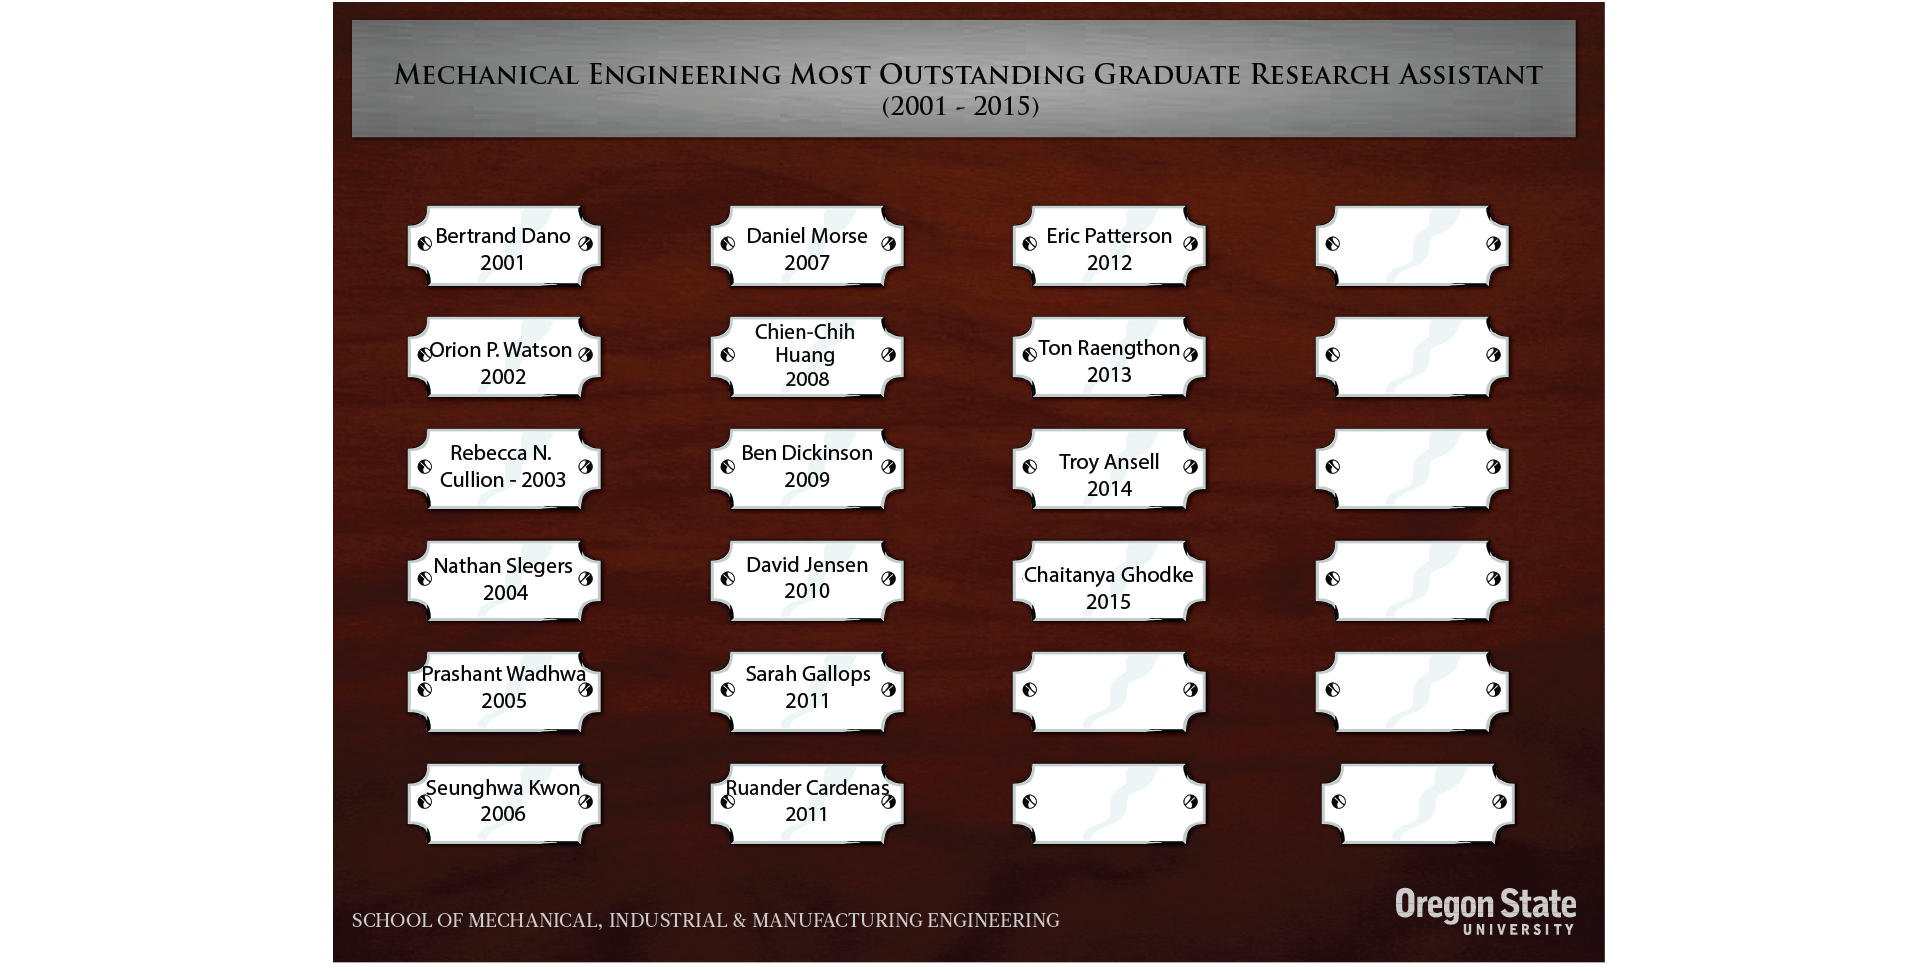 Mechanical Engineering Most Outstanding Graduate Research Assistant
(2001 - 2015)
Bertrand Dano
2001
Orion P. Watson
2002
Rebecca N.
Cullion - 2003
Nathan Slegers
2004
Prashant Wadhwa
2005
Seunghwa Kwon
2006
Daniel Morse
2007
Chien-Chih
Huang
2008
Ben Dickinson
2009
David Jensen
2010
Sarah Gallops
2011
Ruander Cardenas
2011
Eric Patterson
2012
Ton Raengthon
2013
Troy Ansell
2014
Chaitanya Ghodke
2015
SCHOOL OF MECHANICAL, INDUSTRIAL & MANUFACTURING ENGINEERING
Oregon State
UNIVERSITY